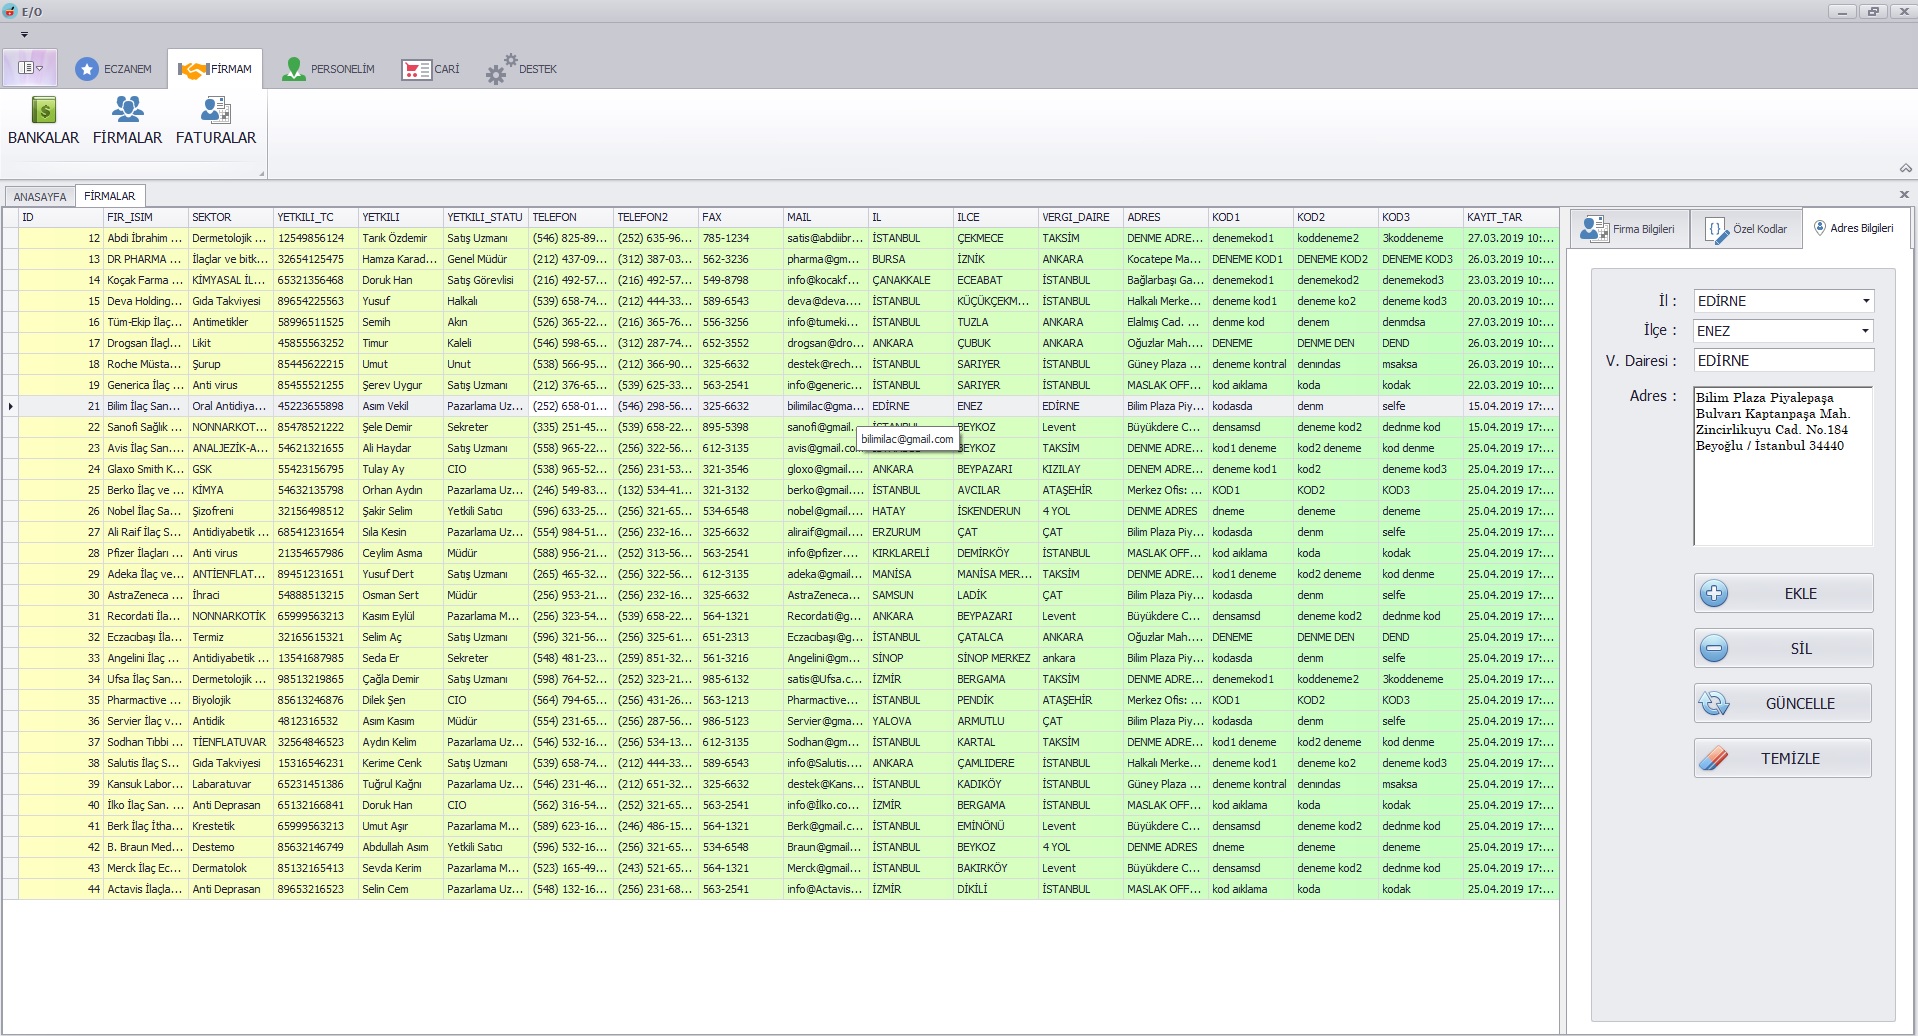 E/O
ECZANEM FİRMAM PERSONELİM CARİ DESTEK
BANKALAR FİRMALAR FATURALAR
ANASAYFA FİRMALAR
ID FIR_ISIM SEKTOR YETKILI_TC YETKILI YETKILI_STATU TELEFON TELEFON2 FAX MAIL IL ILCE VERGI_DAIRE ADRES KOD1 KOD2 KOD3 KAYIT_TAR
12 Abdi İbrahim ... Dermetolojik ... 12549856124 Tarık Özdemir Satış Uzmanı (546) 825-89... (252) 635-96... 785-1234 satis@abdiibr... İSTANBUL ÇEKMECE TAKSİM DENME ADRE... denemekod1 koddeneme2 3koddeneme 27.03.2019 10:...
13 DR PHARMA ... İlaçlar ve bitk... 32654125475 Hamza Karad... Genel Müdür (212) 437-09... (312) 387-03... 562-3236 pharma@gm... BURSA İZNİK ANKARA Kocatepe Ma... DENEME KOD1 DENEME KOD2 DENEME KOD3 26.03.2019 10:...
14 Koçak Farma ... KİMYASAL İL... 65321356468 Doruk Han Satış Görevlisi (216) 492-57... (216) 492-57... 549-8798 info@kocakf... ÇANAKKALE ECEABAT İSTANBUL Bağlarbaşı Ga... denemekod1 denemekod2 denemekod3 23.03.2019 10:...
15 Deva Holding... Gıda Takviyesi 89654225563 Yusuf Halkalı (539) 658-74... (212) 444-33... 589-6543 deva@deva.... İSTANBUL KÜÇÜKÇEKM... İSTANBUL Halkalı Merke... deneme kod1 deneme ko2 deneme kod3 20.03.2019 10:...
16 Tüm-Ekip İlaç... Antimetikler 58996511525 Semih Akın (526) 365-22... (216) 365-76... 556-3256 info@tumeki... İSTANBUL TUZLA ANKARA Elalmış Cad. ... denme kod denem denmdsa 27.03.2019 10:...
17 Drogsan İlaçl... Likit 45855563252 Timur Kaleli (546) 598-65... (312) 287-74... 652-3552 drogsan@dro... ANKARA ÇUBUK ANKARA Oğuzlar Mah.... DENEME DENME DEN DEND 26.03.2019 10:...
18 Roche Müsta... Şurup 85445622215 Umut Unut (538) 566-95... (212) 366-90... 325-6632 destek@rech... İSTANBUL SARIYER İSTANBUL Güney Plaza ... deneme kontral denındas msaksa 26.03.2019 10:...
19 Generica İlaç ... Anti virus 85455521255 Şerev Uygur Satış Uzmanı (212) 376-65... (539) 625-33... 563-2541 info@generic... İSTANBUL SARIYER İSTANBUL MASLAK OFF... kod aıklama koda kodak 22.03.2019 10:...
21 Bilim İlaç San... Oral Antidiya... 45223655898 Asım Vekil Pazarlama Uz... (252) 658-01... (546) 298-56... 325-6632 bilimilac@gma... EDİRNE ENEZ EDİRNE Bilim Plaza Piy... kodasda denm selfe 15.04.2019 17:...
22 Sanofi Sağlık ... NONNARKOT... 85478521222 Şele Demir Sekreter (335) 251-45... (539) 658-22... 895-5398 sanofi@gmail. BEYKOZ Levent Büyükdere C... densamsd deneme kod2 dednme kod 15.04.2019 17:...
bilimilac@gmail.com
23 Avis İlaç San... ANALJEZİK-A... 54621321655 Ali Haydar Satış Uzmanı (558) 965-22... (256) 322-56... 612-3135 avis@gmail.co BEYKOZ TAKSİM DENME ADRE... kod1 deneme kod2 deneme kod denme 25.04.2019 17:...
24 Glaxo Smith K... GSK 55423156795 Tulay Ay CIO (538) 965-52... (256) 231-53... 321-3546 gloxo@gmail.... ANKARA BEYPAZARI KIZILAY DENEM ADRES deneme kod1 kod2 deneme kod3 25.04.2019 17:...
25 Berko İlaç ve ... KİMYA 54632135798 Orhan Aydın Pazarlama Uz... (246) 549-83... (132) 534-41... 321-3132 berko@gmail.... İSTANBUL AVCILAR ATAŞEHİR Merkez Ofis: ... KOD1 KOD2 KOD3 25.04.2019 17:...
26 Nobel İlaç Sa... Şizofreni 32156498512 Şakir Selim Yetkili Satıcı (596) 633-25... (256) 321-65... 534-6548 nobel@gmail.... HATAY İSKENDERUN 4 YOL DENME ADRES dneme deneme deneme 25.04.2019 17:...
27 Ali Raif İlaç S... Antidiyabetik ... 68541231654 Sıla Kesin Pazarlama Uz... (554) 984-51... (256) 232-16... 325-6632 aliraif@gmail.... ERZURUM ÇAT ÇAT Bilim Plaza Piy... kodasda denm selfe 25.04.2019 17:...
28 Pfizer İlaçları ... Anti virus 21354657986 Ceylim Asma Müdür (588) 956-21... (252) 313-56... 563-2541 info@pfizer.... KIRKLARELİ DEMİRKÖY İSTANBUL MASLAK OFF... kod aıklama koda kodak 25.04.2019 17:...
29 Adeka İlaç ve... ANTİENFLAT... 89451231651 Yusuf Dert Satış Uzmanı (265) 465-32... (256) 322-56... 612-3135 adeka@gmail... MANİSA MANİSA MER... TAKSİM DENME ADRE... kod1 deneme kod2 deneme kod denme 25.04.2019 17:...
30 AstraZeneca ... İhraci 54888513215 Osman Sert Müdür (256) 953-21... (256) 232-16... 325-6632 AstraZeneca... SAMSUN LADİK ÇAT Bilim Plaza Piy... kodasda denm selfe 25.04.2019 17:...
31 Recordati İla... NONNARKOTİK 65999563213 Kasım Eylül Pazarlama M... (256) 323-54... (539) 658-22... 564-1321 Recordati@g... ANKARA BEYPAZARI Levent Büyükdere C... densamsd deneme kod2 dednme kod 25.04.2019 17:...
32 Eczacıbaşı İla... Termiz 32165615321 Selim Aç Satış Uzmanı (596) 321-56... (256) 325-61... 651-2313 Eczacıbaşı@g... İSTANBUL ÇATALCA ANKARA Oğuzlar Mah.... DENEME DENME DEN DEND 25.04.2019 17:...
33 Angelini İlaç ... Antidiyabetik ... 13541687985 Seda Er Sekreter (548) 481-23... (259) 851-32... 561-3216 Angelini@gm... SİNOP SİNOP MERKEZ ankara Bilim Plaza Piy... kodasda denm selfe 25.04.2019 17:...
34 Ufsa İlaç San... Dermetolojik ... 98513219865 Çağla Demir Satış Uzmanı (598) 764-52... (252) 323-21... 985-6132 satis@Ufsa.c... İZMİR BERGAMA TAKSİM DENME ADRE... denemekod1 koddeneme2 3koddeneme 25.04.2019 17:...
35 Pharmactive ... Biyolojik 85613246876 Dilek Şen CIO (564) 794-65... (256) 431-26... 563-1213 Pharmactive... İSTANBUL PENDİK ATAŞEHİR Merkez Ofis: ... KOD1 KOD2 KOD3 25.04.2019 17:...
36 Servier İlaç v... Antidik 4812316532 Asım Kasım Müdür (554) 231-65... (256) 287-56... 986-5123 Servier@gma... YALOVA ARMUTLU ÇAT Bilim Plaza Piy... kodasda denm selfe 25.04.2019 17:...
37 Sodhan Tıbbi ... TİENFLATUVAR 32564846523 Aydın Kelim Pazarlama Uz... (546) 532-16... (256) 534-13... 612-3135 Sodhan@gm... İSTANBUL KARTAL TAKSİM DENME ADRE... kod1 deneme kod2 deneme kod denme 25.04.2019 17:...
38 Salutis İlaç S... Gıda Takviyesi 15316546231 Kerime Cenk Satış Uzmanı (539) 658-74... (212) 444-33... 589-6543 info@Salutis.... ANKARA ÇAMLIDERE İSTANBUL Halkalı Merke... deneme kod1 deneme ko2 deneme kod3 25.04.2019 17:...
39 Kansuk Labor... Labaratuvar 65231451386 Tuğrul Kağnı Pazarlama Uz... (546) 231-46... (212) 651-32... 325-6632 destek@Kans... İSTANBUL KADIKÖY İSTANBUL Güney Plaza ... deneme kontral denındas msaksa 25.04.2019 17:...
40 İlko İlaç San. ... Anti Deprasan 65132166841 Doruk Han CIO (562) 316-54... (252) 321-65... 563-2541 info@İlko.co... İZMİR BERGAMA İSTANBUL MASLAK OFF... kod aıklama koda kodak 25.04.2019 17:...
41 Berk İlaç İtha... Krestetik 65999563213 Umut Aşır Pazarlama M... (589) 623-16... (246) 486-15... 564-1321 Berk@gmail.c... İSTANBUL EMİNÖNÜ Levent Büyükdere C... densamsd deneme kod2 dednme kod 25.04.2019 17:...
42 B. Braun Med... Destemo 85632146749 Abdullah Asım Yetkili Satıcı (596) 532-16... (256) 321-65... 534-6548 Braun@gmail... İSTANBUL BEYKOZ 4 YOL DENME ADRES dneme deneme deneme 25.04.2019 17:...
43 Merck İlaç Ec... Dermatolok 85132165413 Sevda Kerim Pazarlama M... (523) 165-49... (243) 521-65... 564-1321 Merck@gmail... İSTANBUL BAKIRKÖY Levent Büyükdere C... densamsd deneme kod2 dednme kod 25.04.2019 17:...
44 Actavis İlaçla... Anti Deprasan 89653216523 Selin Cem Pazarlama Uz... (548) 132-16... (256) 231-68... 563-2541 info@Actavis... İZMİR DİKİLİ İSTANBUL MASLAK OFF... kod aıklama koda kodak 25.04.2019 17:...
Firma Bilgileri Özel Kodlar Adres Bilgileri
İl : EDİRNE
İlçe : ENEZ
V. Dairesi : EDİRNE
Adres : Bilim Plaza Piyalepaşa
Bulvarı Kaptanpaşa Mah.
Zincirlikuyu Cad. No.184
Beyoğlu / İstanbul 34440
EKLE
SİL
GÜNCELLE
TEMİZLE